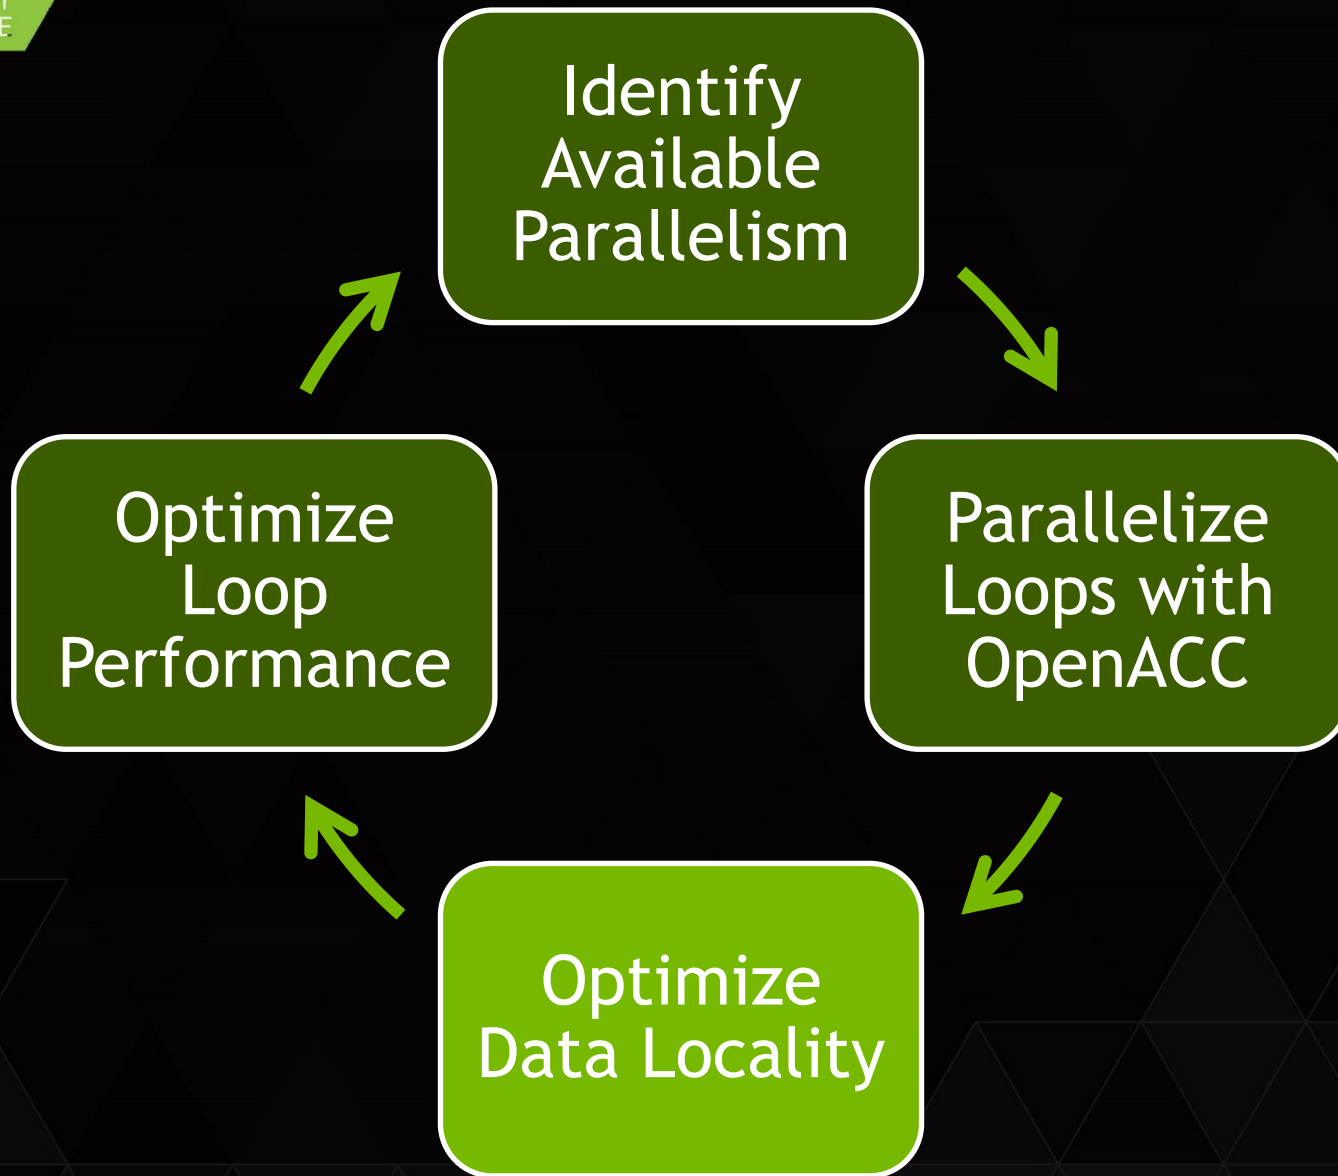 Identify
Available
Parallelism
Optimize
Loop
Performance
Parallelize
Loops with
OpenACC
Optimize
Data Locality